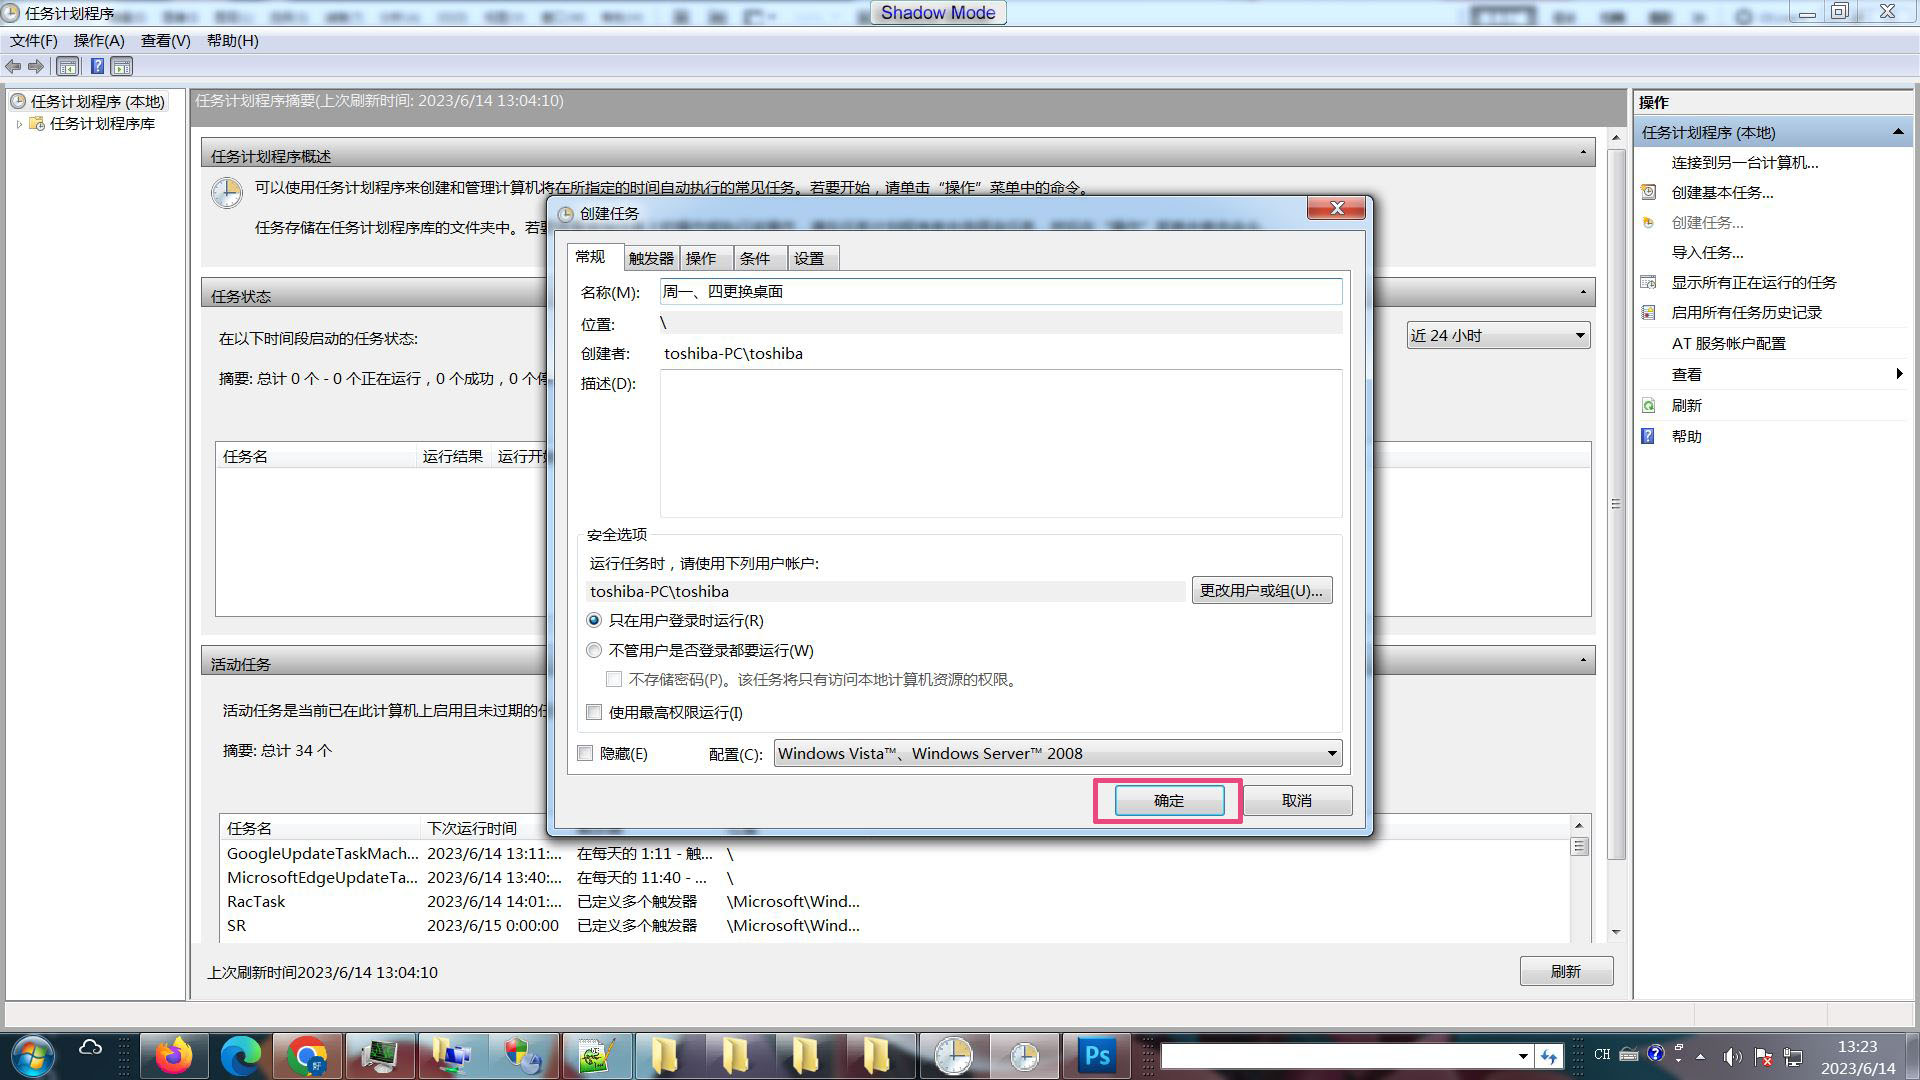 任务计划程序
Shadow Mode
文件(F) 操作(A) 查看(V) 帮助(H)
任务计划程序 (本地)
任务计划程序库
任务计划程序摘要(上次刷新时间: 2023/6/14 13:04:10)
任务计划程序概述
可以使用任务计划程序来创建和管理计算机将在所指定的时间自动执行的常见任务。若要开始，请单击“操作”菜单中的命令。
任务存储在任务计划程序库的文件夹中。若
任务状态
在以下时间段启动的任务状态:
近 24 小时
摘要: 总计 0 个 - 0 个正在运行，0 个成功，0 个
任务名 运行结果 运行开
活动任务
活动任务是当前已在此计算机上启用且未过期的
摘要: 总计 34 个
任务名 下次运行时间
GoogleUpdateTaskMach... 2023/6/14 13:11:... 在每天的 1:11 - 触... \
MicrosoftEdgeUpdateTa... 2023/6/14 13:40:... 在每天的 11:40 - ... \
RacTask 2023/6/14 14:01:... 已定义多个触发器 \Microsoft\Wind...
SR 2023/6/15 0:00:00 已定义多个触发器 \Microsoft\Wind...
上次刷新时间2023/6/14 13:04:10
刷新
创建任务
常规 触发器 操作 条件 设置
名称(M): 周一、四更换桌面
位置: \
创建者: toshiba-PC\toshiba
描述(D):
安全选项
运行任务时，请使用下列用户帐户:
toshiba-PC\toshiba
更改用户或组(U)...
只在用户登录时运行(R)
不管用户是否登录都要运行(W)
不存储密码(P)。该任务将只有访问本地计算机资源的权限。
使用最高权限运行(I)
隐藏(E) 配置(C): Windows Vista™、Windows Server™ 2008
确定 取消
操作
任务计划程序 (本地)
连接到另一台计算机...
创建基本任务...
创建任务...
导入任务...
显示所有正在运行的任务
启用所有任务历史记录
AT 服务帐户配置
查看
刷新
帮助
Ps
CH
13:23
2023/6/14